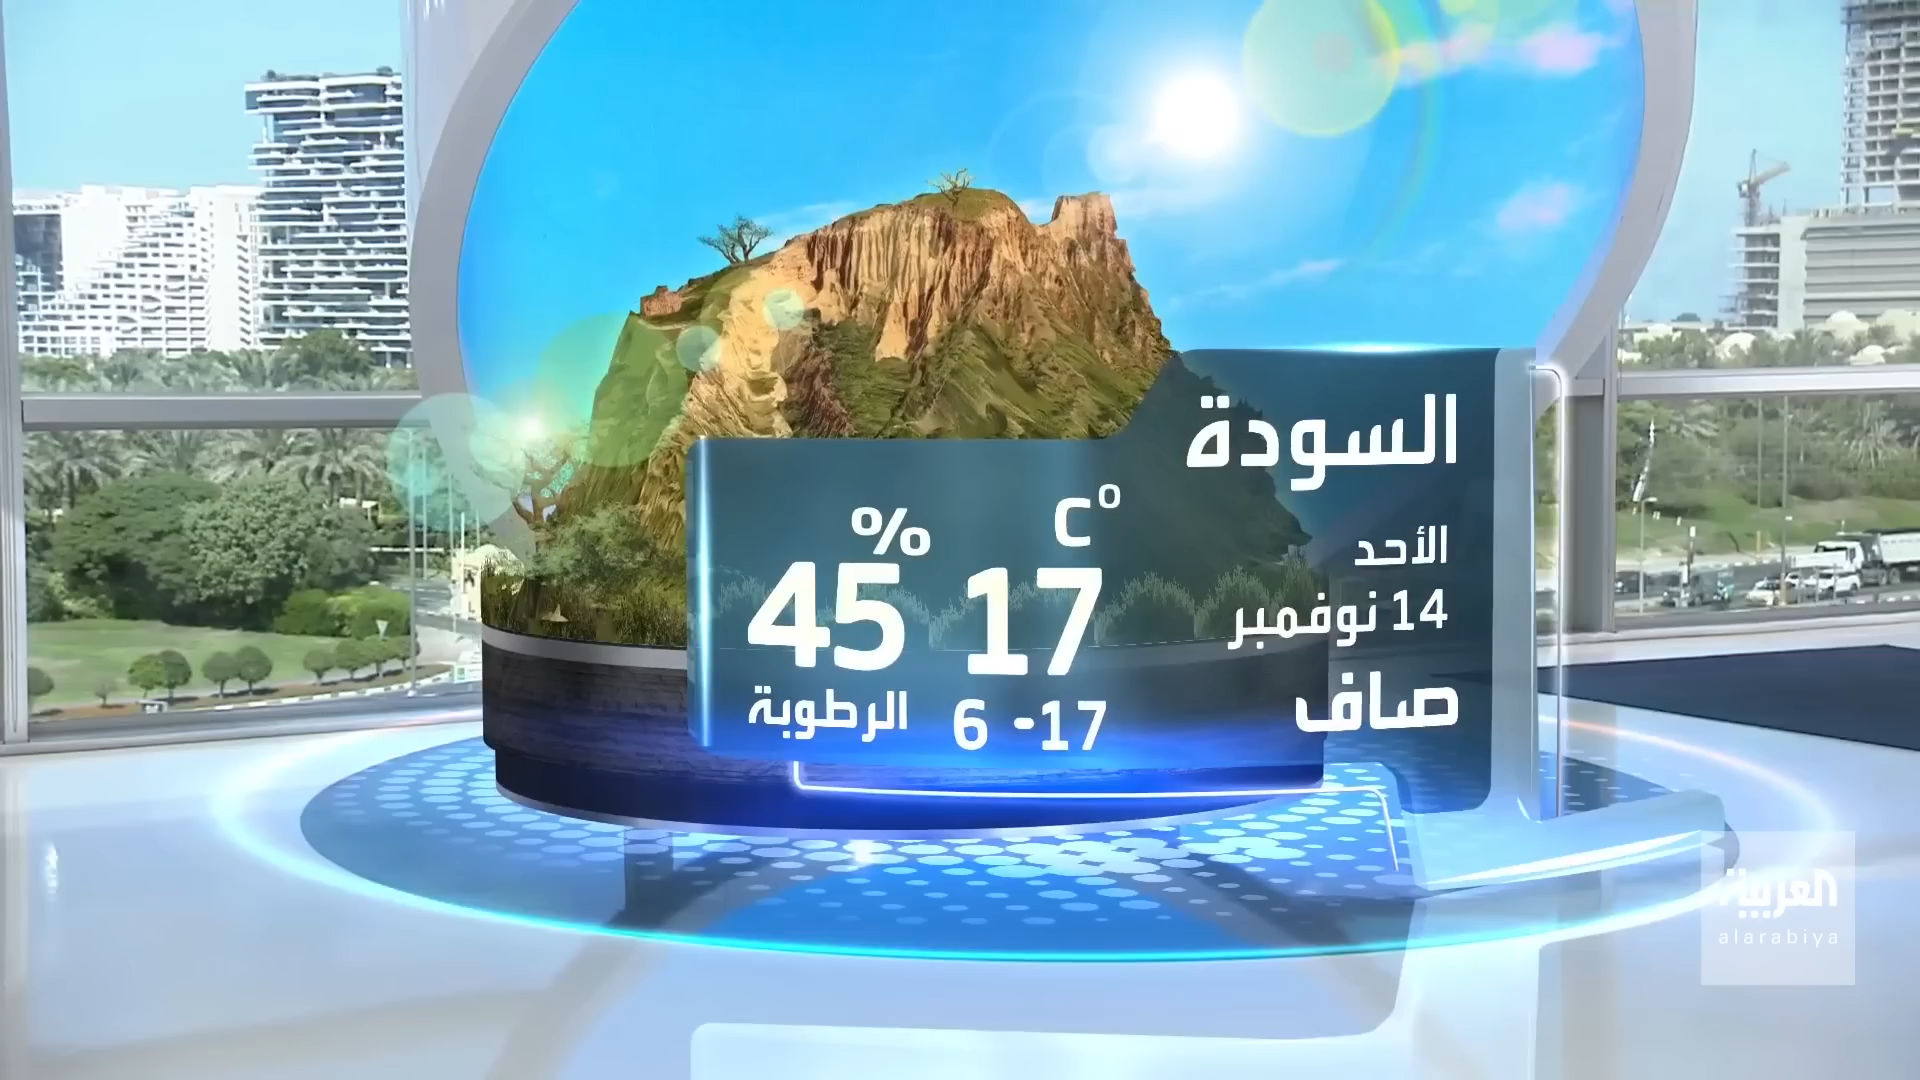 السودة
الأحد
14 نوفمبر
صاف
C°
17
17- 6
%
45
الرطوبة
العربية
alarabiya